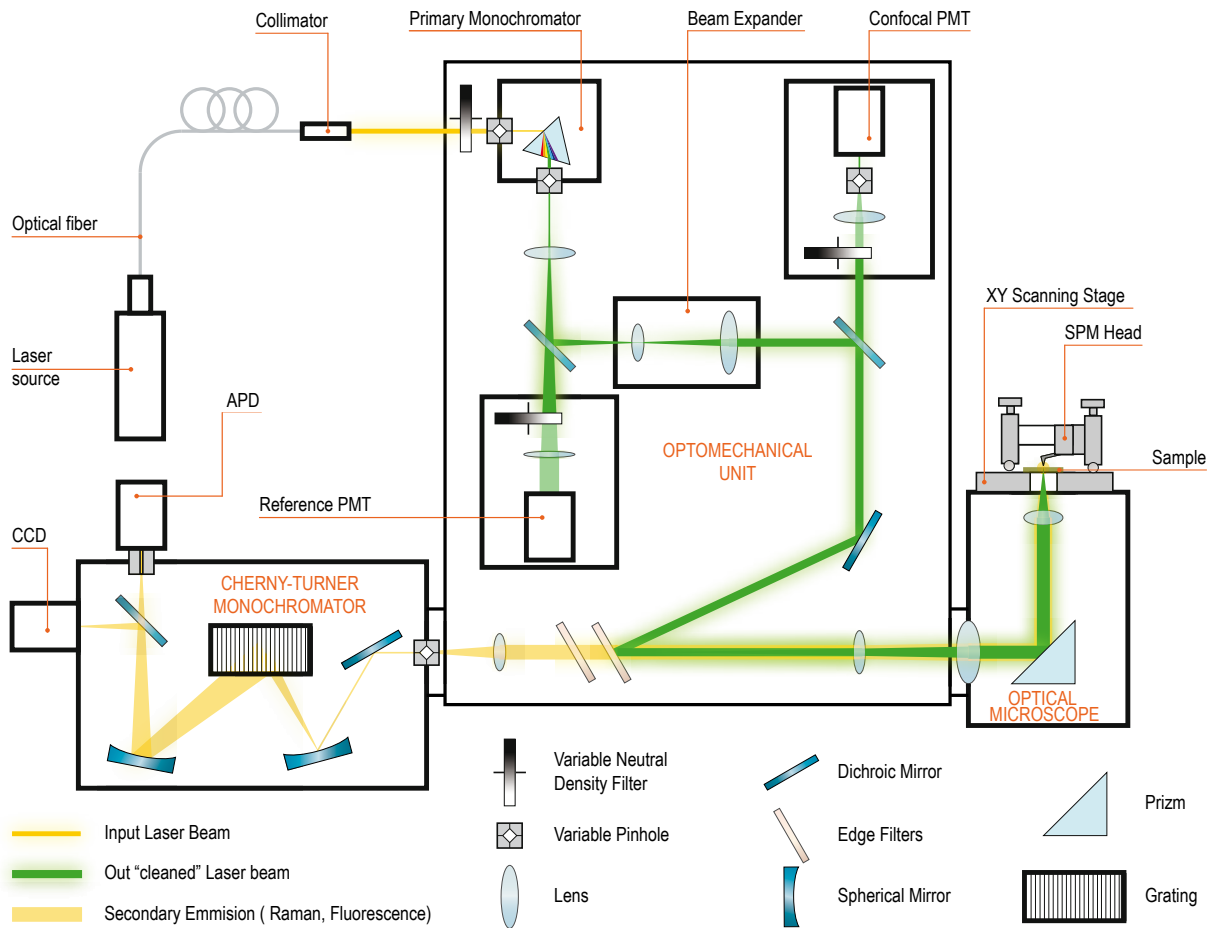 Collimator
Primary Monochromator
Beam Expander
Confocal PMT
Optical fiber
XY Scanning Stage
SPM Head
Laser
source
APD
OPTOMECHANICAL
UNIT
Sample
Reference PMT
CCD
CHERNY-TURNER
MONOCHROMATOR
OPTICAL
MICROSCOPE
Variable Neutral
Density Filter
Dichroic Mirror
Prizm
Input Laser Beam
Variable Pinhole
Edge Filters
Out “cleaned” Laser beam
Lens
Spherical Mirror
Grating
Secondary Emmision ( Raman, Fluorescence)